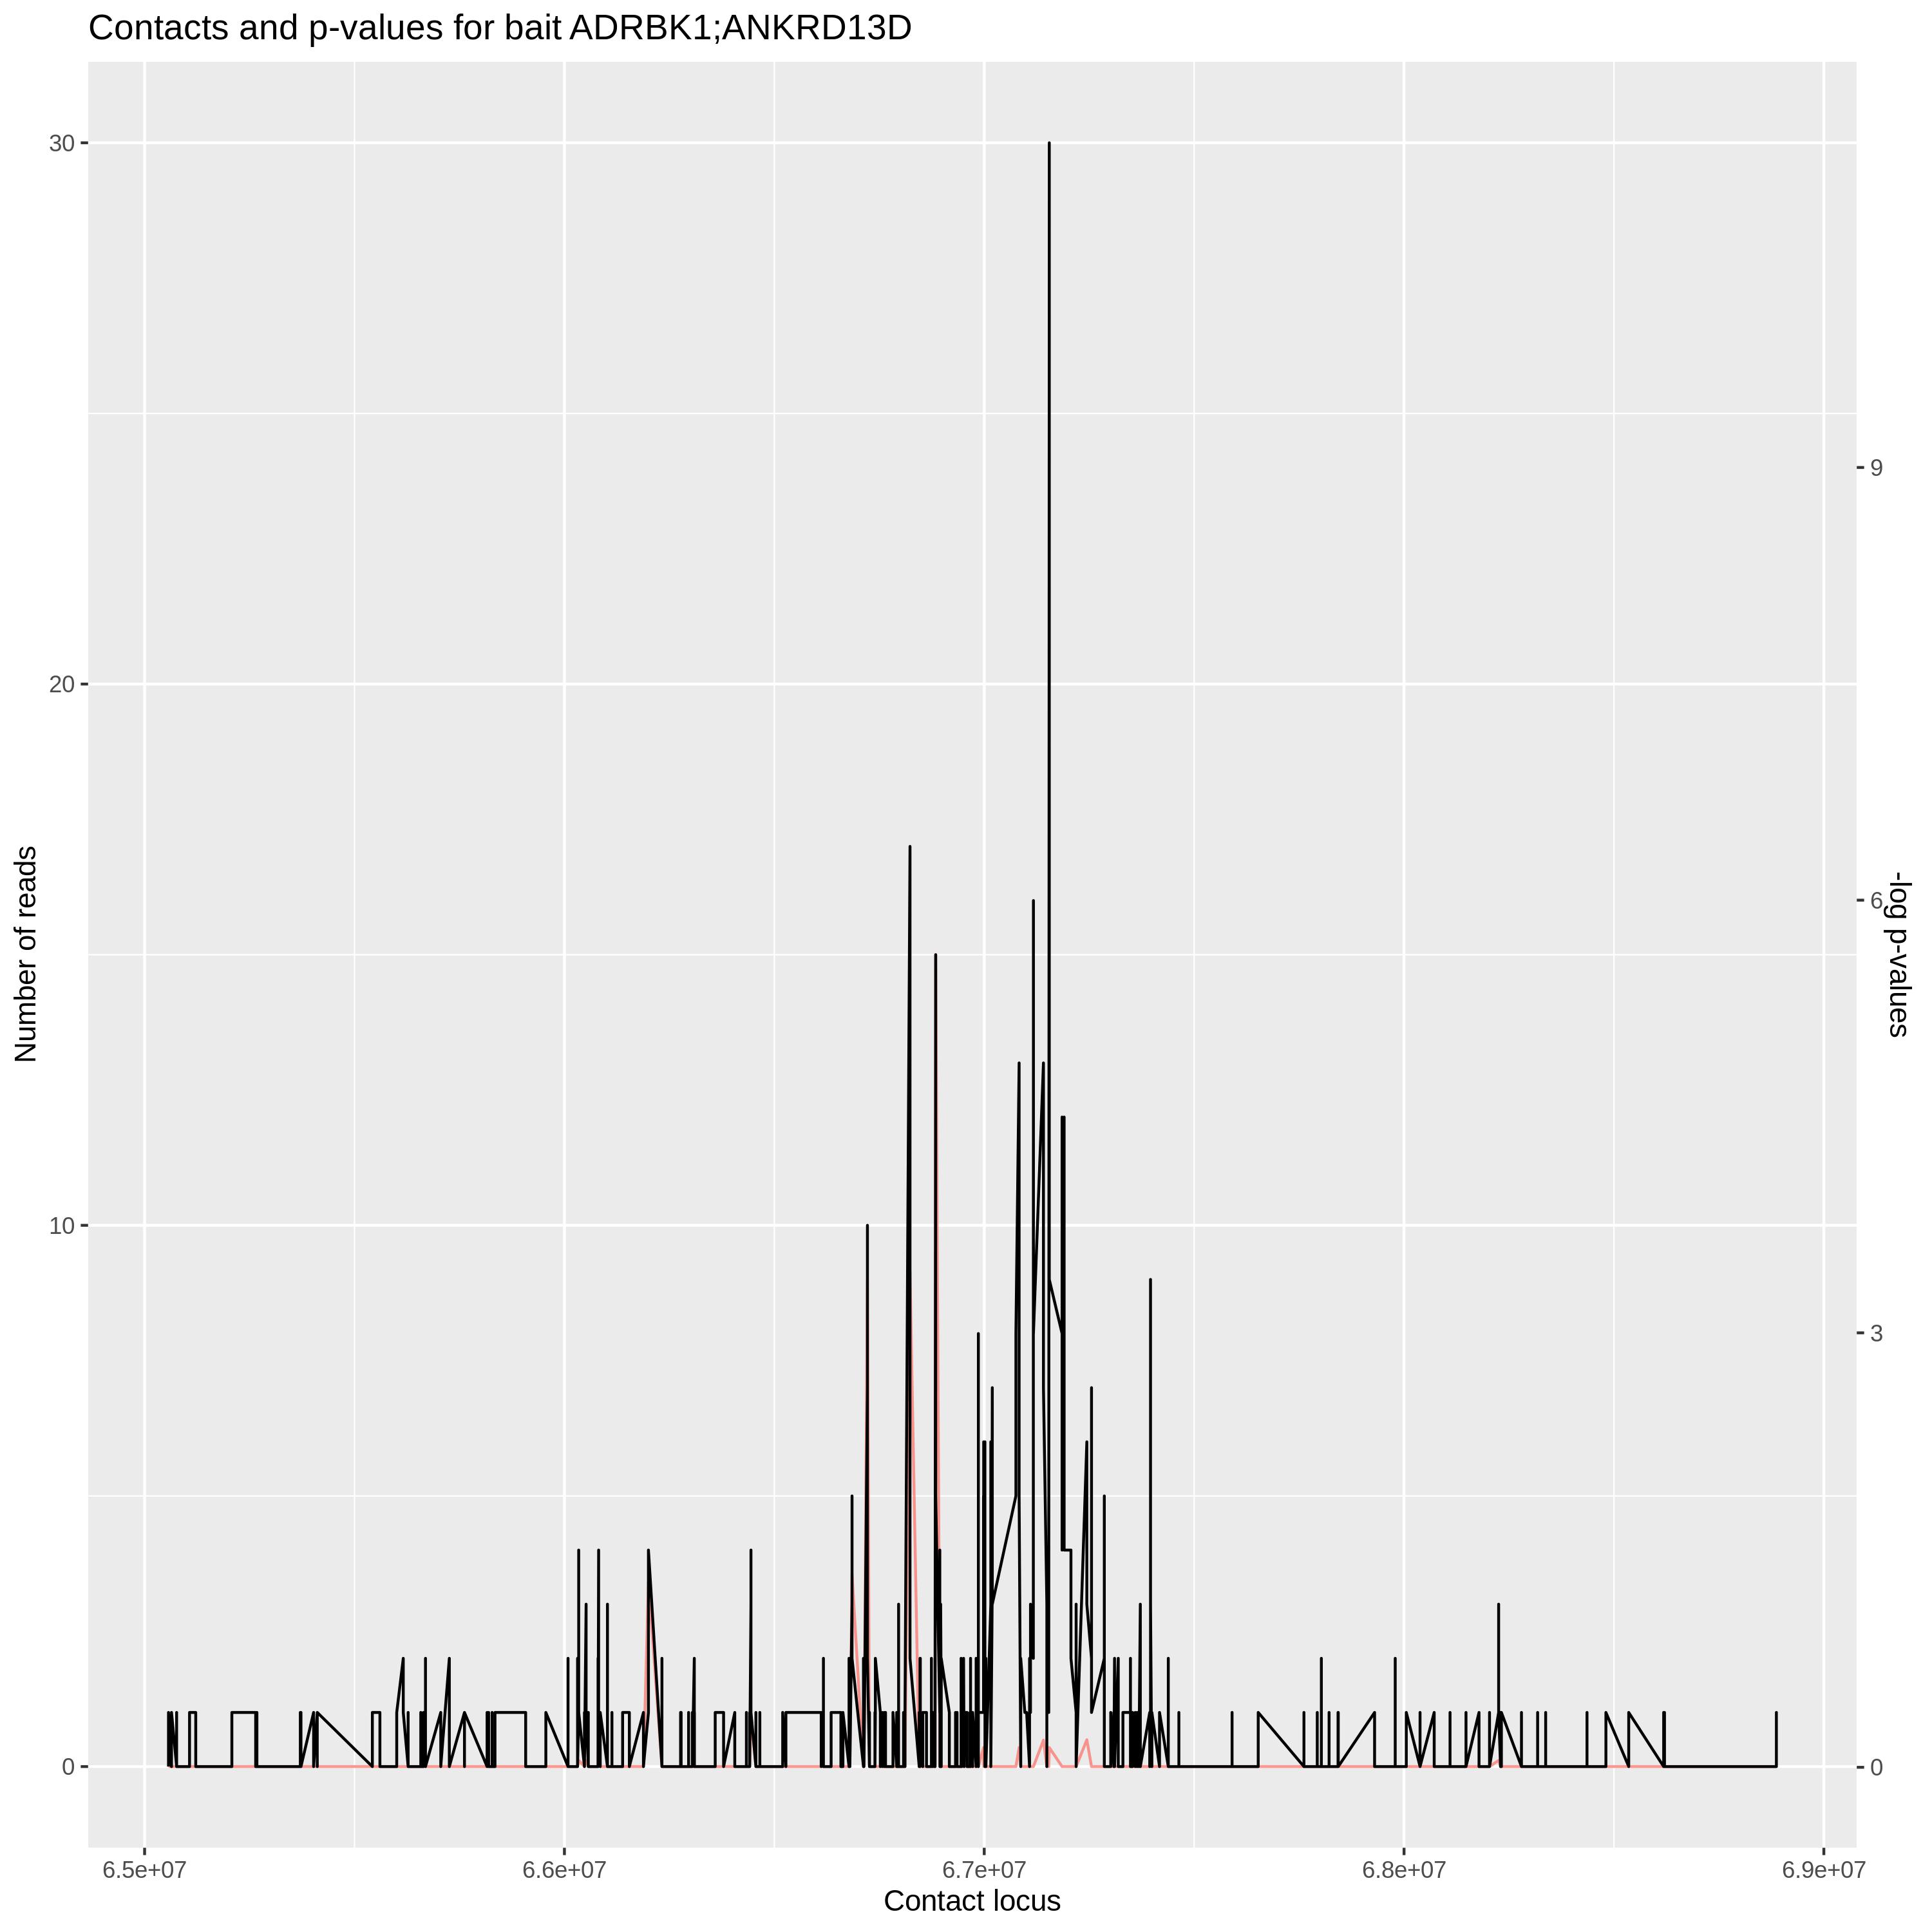 Contacts and p-values for bait ADRBK1;ANKRD13D
30
20
10
0
Number of reads
9
6
3
0
-log p-values
6.5e+07
6.6e+07
6.7e+07
6.8e+07
6.9e+07
Contact locus